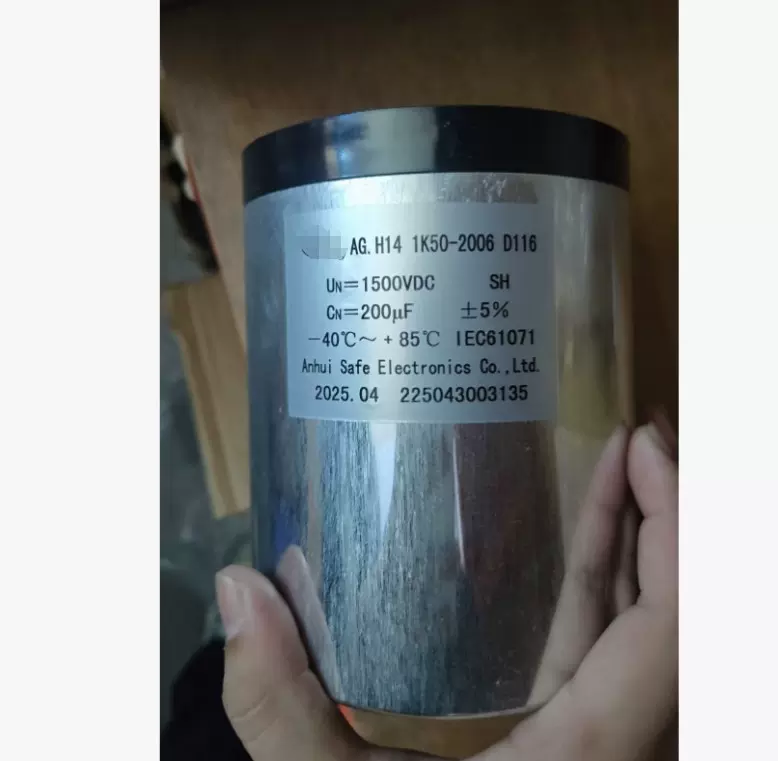 AG.H14 1K50-2006 D116
UN=1500VDC SH
CN=200μF ±5%
-40℃~+85℃ IEC61071
Anhui Safe Electronics Co.,Ltd.
2025.04 225043003135